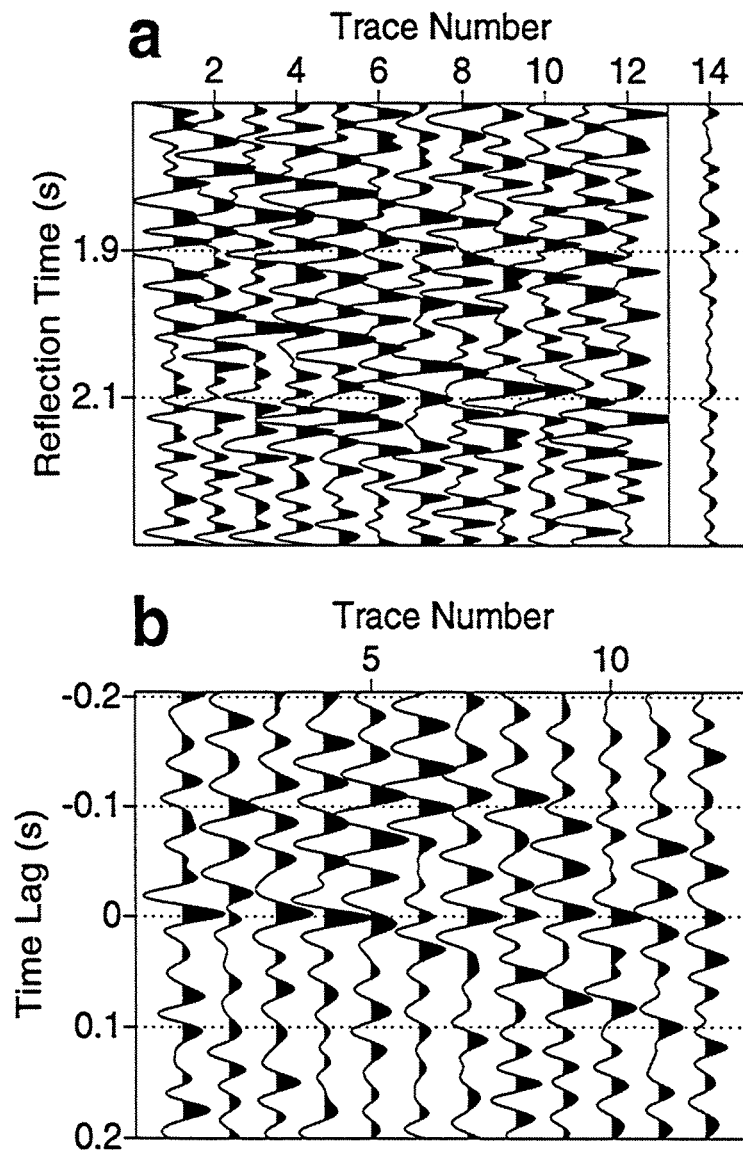 a
Trace Number
2 4 6 8 10 12 14
Reflection Time (s)
1.9
2.1
b
Trace Number
5 10
Time Lag (s)
-0.2
-0.1
0
0.1
0.2